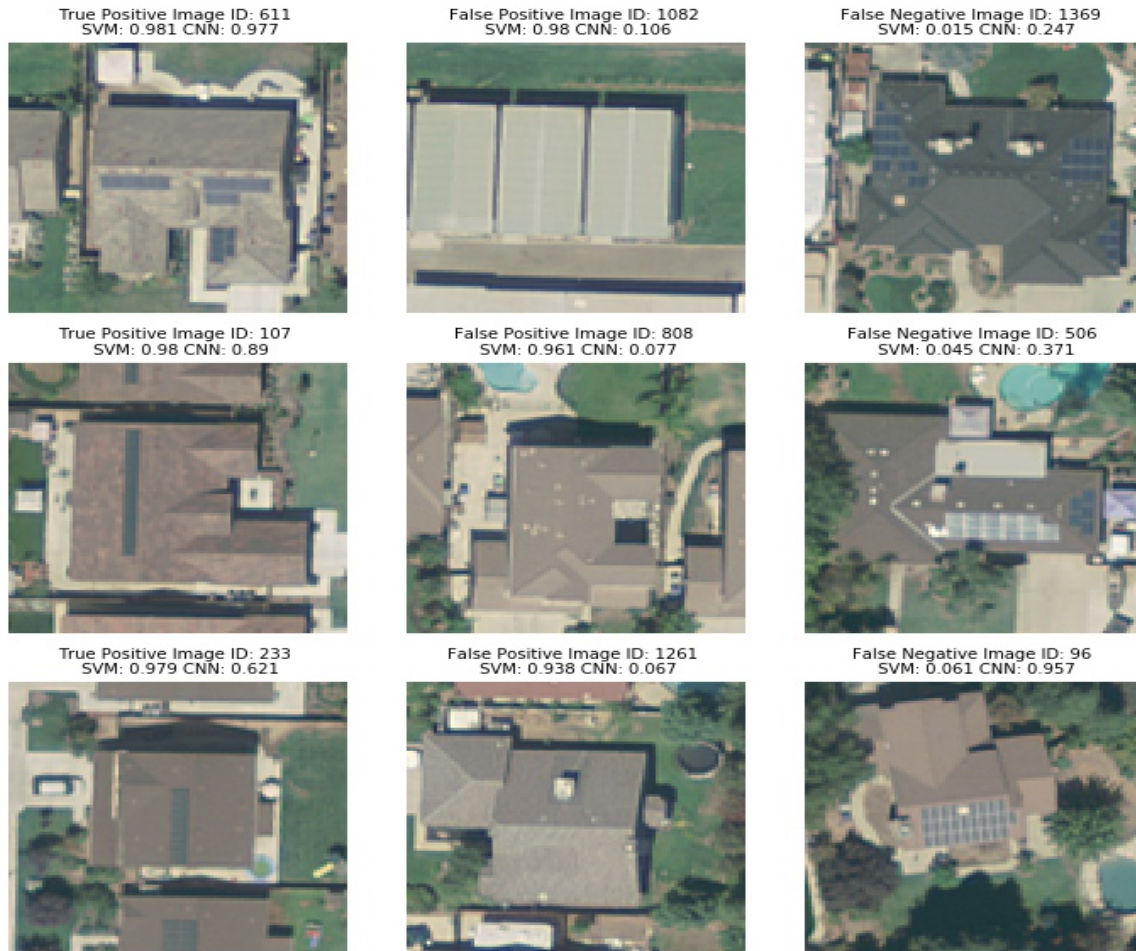 True Positive Image ID: 611
SVM: 0.981 CNN: 0.977
False Positive Image ID: 1082
SVM: 0.98 CNN: 0.106
False Negative Image ID: 1369
SVM: 0.015 CNN: 0.247
True Positive Image ID: 107
SVM: 0.98 CNN: 0.89
False Positive Image ID: 808
SVM: 0.961 CNN: 0.077
False Negative Image ID: 506
SVM: 0.045 CNN: 0.371
True Positive Image ID: 233
SVM: 0.979 CNN: 0.621
False Positive Image ID: 1261
SVM: 0.938 CNN: 0.067
False Negative Image ID: 96
SVM: 0.061 CNN: 0.957